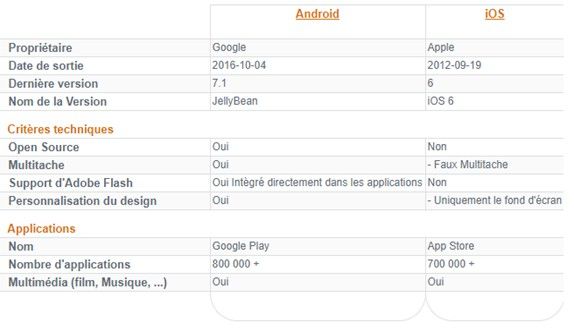 Android iOS
Propriétaire Google Apple
Date de sortie 2016-10-04 2012-09-19
Dernière version 7.1 6
Nom de la Version JellyBean iOS 6
Critères techniques
Open Source Oui Non
Multitache Oui - Faux Multitache
Support d'Adobe Flash Oui Intègré directement dans les applications Non
Personnalisation du design Oui - Uniquement le fond d'écran
Applications
Nom Google Play App Store
Nombre d'applications 800 000 + 700 000 +
Multimédia (film, Musique, ...) Oui Oui